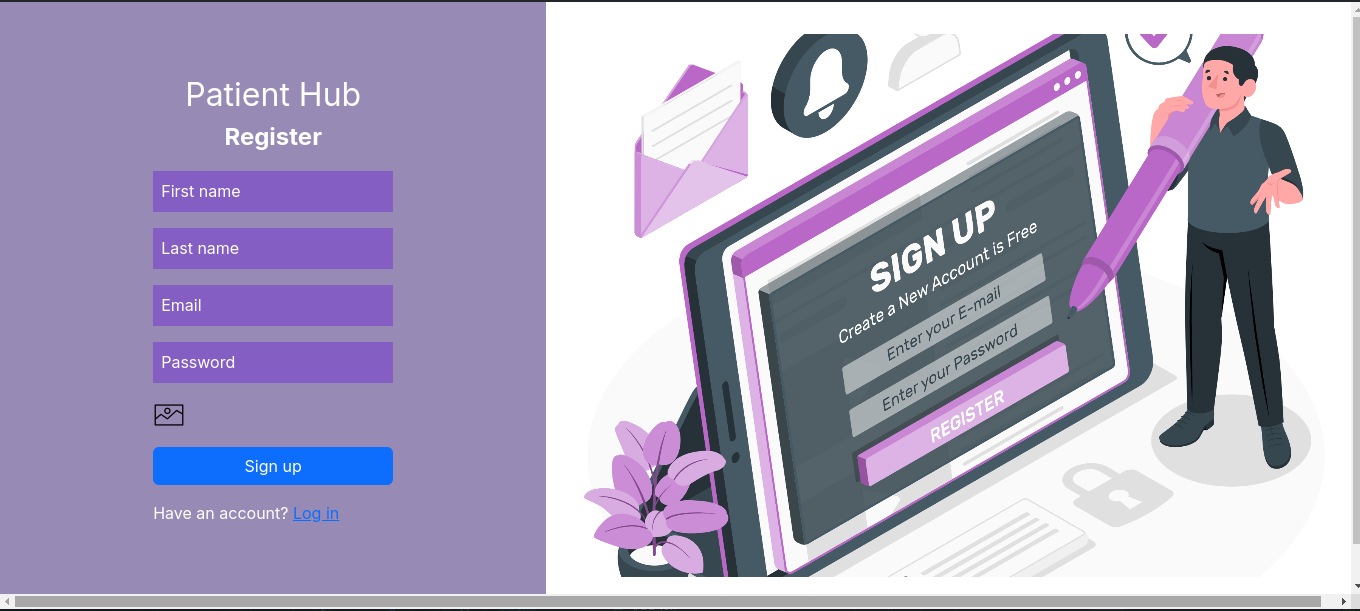 Patient Hub
Register
First name
Last name
Email
Password
Sign up
Have an account? Log in
SIGN UP
Create a New Account is Free
Enter your E-mail
Enter your Password
REGISTER